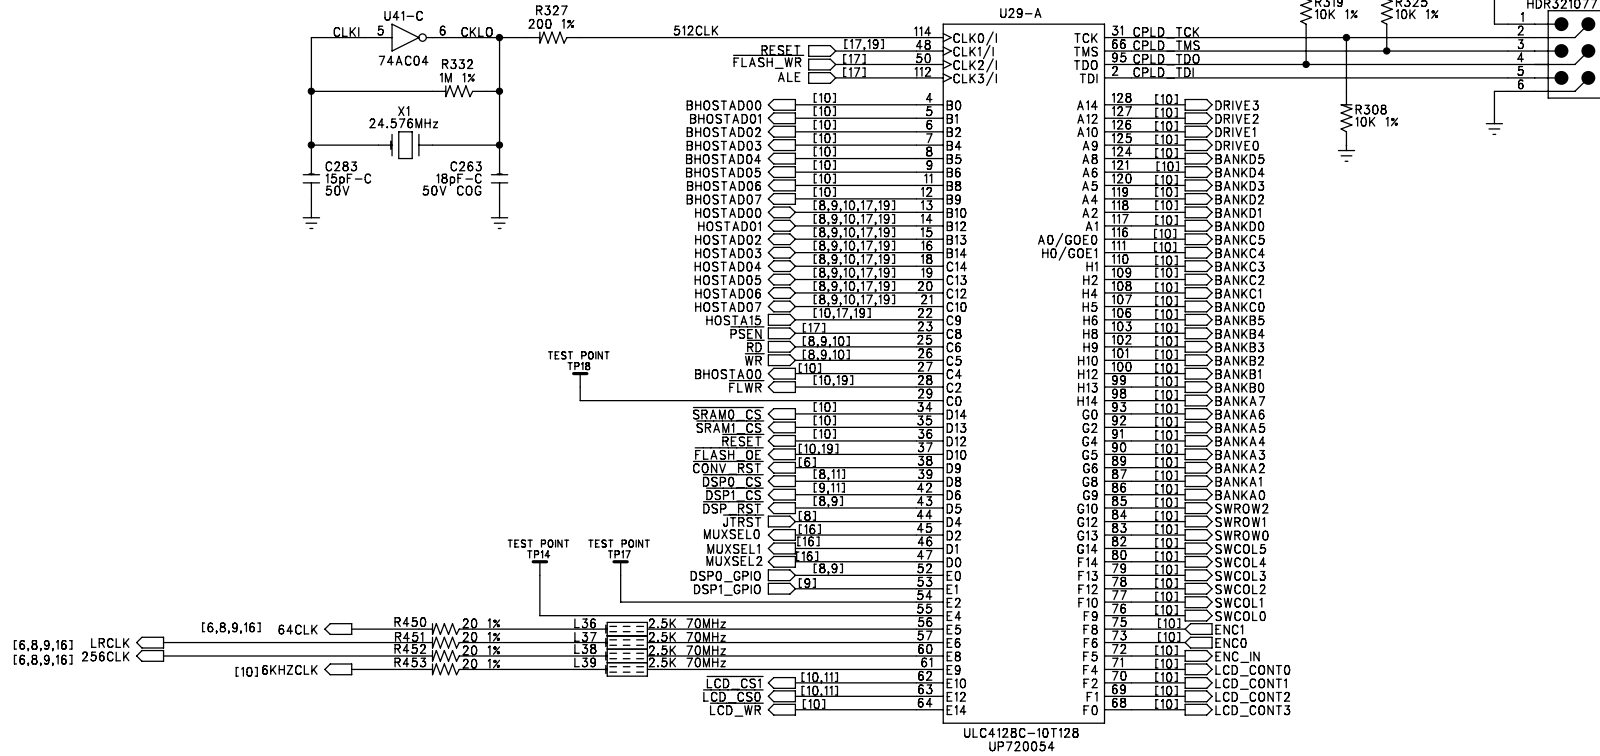 U41-C
CLKI 5 6 CKLO
74AC04
R327
200 1%
512CLK
R332
1M 1%
X1
24.576MHz
C283
15pF-C
50V
C263
18pF-C
50V COG
U29-A
114 CLK0/I
RESET [17,19] 48 CLK1/I
FLASH_WR [17] 50 CLK2/I
ALE [17] 112 CLK3/I
BHOSTAD00 [10] 4 B0
BHOSTAD01 [10] 5 B1
BHOSTAD02 [10] 6 B2
BHOSTAD03 [10] 7 B4
BHOSTAD04 [10] 8 B5
BHOSTAD05 [10] 9 B6
BHOSTAD06 [10] 11 B8
BHOSTAD07 [10] 12 B9
HOSTAD00 [8,9,10,17,19] 13 B10
HOSTAD01 [8,9,10,17,19] 14 B12
HOSTAD02 [8,9,10,17,19] 15 B13
HOSTAD03 [8,9,10,17,19] 16 B14
HOSTAD04 [8,9,10,17,19] 18 C14
HOSTAD05 [8,9,10,17,19] 19 C13
HOSTAD06 [8,9,10,17,19] 20 C12
HOSTAD07 [8,9,10,17,19] 21 C10
HOSTA15 [10,17,19] 22 C9
PSEN [17] 23 C8
RD [8,9,10] 25 C6
WR [8,9,10] 26 C5
BHOSTA00 [10] 27 C4
FLWR [10,19] 28 C2
TEST POINT
TP18
29 C0
SRAM0_CS [10] 34 D14
SRAM1_CS [10] 35 D13
RESET [10] 36 D12
FLASH_OE [10,19] 37 D10
CONV_RST [6] 38 D9
DSP0_CS [8,11] 39 D8
DSP1_CS [9,11] 42 D6
DSP_RST [8,9] 43 D5
JTRST [8] 44 D4
MUXSEL0 [16] 45 D2
MUXSEL1 [16] 46 D1
MUXSEL2 [16] 47 D0
DSP0_GPIO [8,9] 52 E0
DSP1_GPIO [9] 53 E1
TEST POINT
TP14
TEST POINT
TP17
54 E2
55 E4
[6,8,9,16] 64CLK R450 20 1% L36 2.5K 70MHz 56 E5
[6,8,9,16] LRCLK R451 20 1% L37 2.5K 70MHz 57 E6
[6,8,9,16] 256CLK R452 20 1% L38 2.5K 70MHz 60 E8
[10] 6KHZCLK R453 20 1% L39 2.5K 70MHz 61 E9
LCD_CS1 [10,11] 62 E10
LCD_CS0 [10,11] 63 E12
LCD_WR [10] 64 E14
TCK 31 CPLD_TCK
TMS 66 CPLD_TMS
TDO 95 CPLD_TDO
TDI 2 CPLD_TDI
A14 128 [10] DRIVE3
A12 127 [10] DRIVE2
A10 126 [10] DRIVE1
A9 125 [10] DRIVE0
A8 124 [10] BANKD5
A6 121 [10] BANKD4
A5 120 [10] BANKD3
A4 119 [10] BANKD2
A2 118 [10] BANKD1
A1 117 [10] BANKD0
A0/GOE0 116 [10] BANKC5
H0/GOE1 111 [10] BANKC4
H1 110 [10] BANKC3
H2 109 [10] BANKC2
H4 108 [10] BANKC1
H5 107 [10] BANKC0
H6 106 [10] BANKB5
H8 103 [10] BANKB4
H9 102 [10] BANKB3
H10 101 [10] BANKB2
H12 100 [10] BANKB1
H13 99 [10] BANKB0
H14 98 [10] BANKA7
G0 93 [10] BANKA6
G2 92 [10] BANKA5
G4 91 [10] BANKA4
G5 90 [10] BANKA3
G6 89 [10] BANKA2
G8 87 [10] BANKA1
G9 86 [10] BANKA0
G10 85 [10] SWROW2
G12 84 [10] SWROW1
G13 83 [10] SWROW0
G14 82 [10] SWCOL5
F14 80 [10] SWCOL4
F13 79 [10] SWCOL3
F12 78 [10] SWCOL2
F10 77 [10] SWCOL1
F9 76 [10] SWCOL0
F8 75 [10] ENC1
F6 73 [10] ENC0
F5 72 [10] ENC_IN
F4 71 [10] LCD_CONT0
F2 70 [10] LCD_CONT1
F1 69 [10] LCD_CONT2
F0 68 [10] LCD_CONT3
ULC4128C-10T128
UP720054
R319
10K 1%
R325
10K 1%
R308
10K 1%
HDR321077
1
2
3
4
5
6